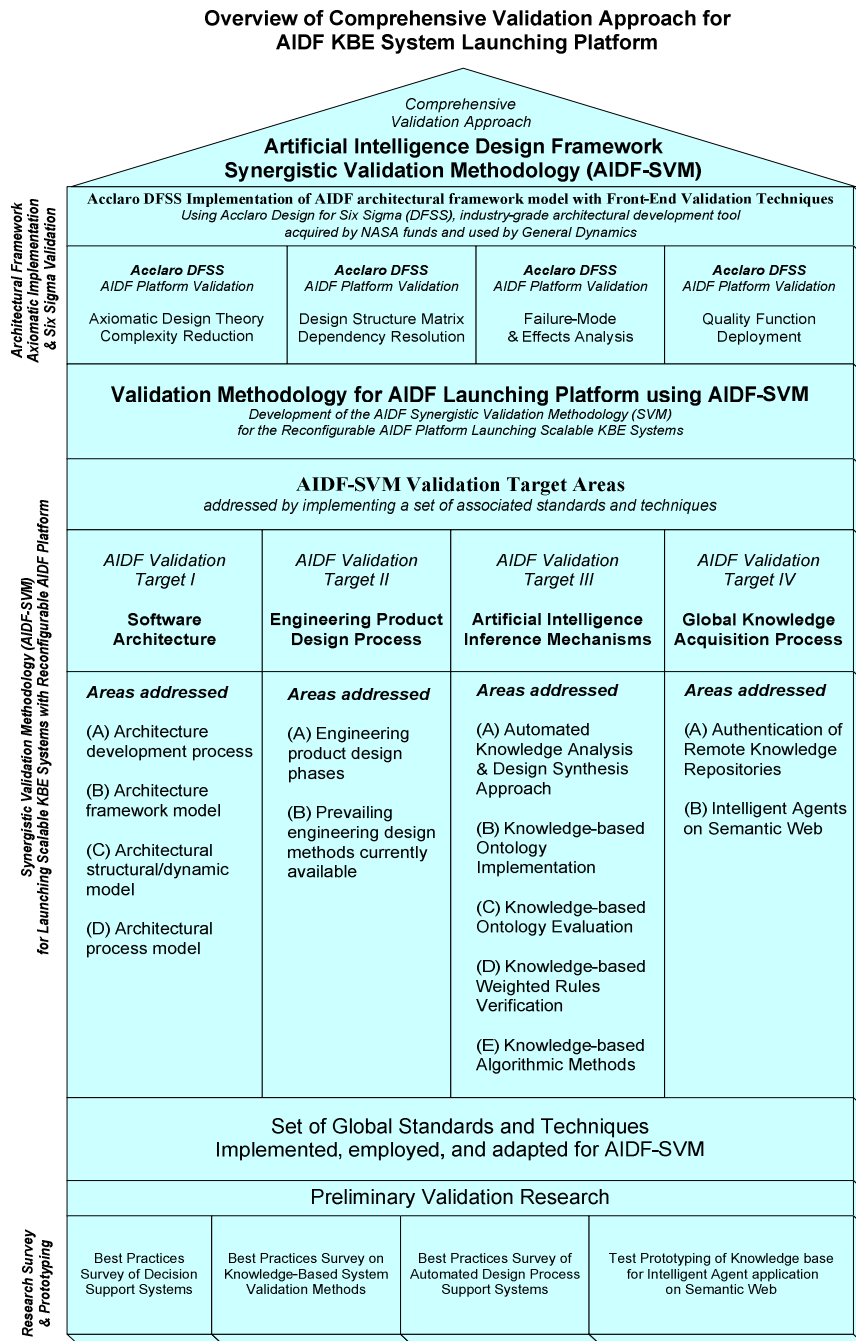 Overview of Comprehensive Validation Approach for
AIDF KBE System Launching Platform
Comprehensive
Validation Approach
Artificial Intelligence Design Framework
Synergistic Validation Methodology (AIDF-SVM)
Architectural Framework
Axiomatic Implementation
& Six Sigma Validation
Acclaro DFSS Implementation of AIDF architectural framework model with Front-End Validation Techniques
Using Acclaro Design for Six Sigma (DFSS), industry-grade architectural development tool
acquired by NASA funds and used by General Dynamics
Acclaro DFSS
AIDF Platform Validation
Axiomatic Design Theory
Complexity Reduction
Acclaro DFSS
AIDF Platform Validation
Design Structure Matrix
Dependency Resolution
Acclaro DFSS
AIDF Platform Validation
Failure-Mode
& Effects Analysis
Acclaro DFSS
AIDF Platform Validation
Quality Function
Deployment
Validation Methodology for AIDF Launching Platform using AIDF-SVM
Development of the AIDF Synergistic Validation Methodology (SVM)
for the Reconfigurable AIDF Platform Launching Scalable KBE Systems
Synergistic Validation Methodology (AIDF-SVM)
for Launching Scalable KBE Systems with Reconfigurable AIDF Platform
AIDF-SVM Validation Target Areas
addressed by implementing a set of associated standards and techniques
AIDF Validation
Target I
Software
Architecture
AIDF Validation
Target II
Engineering Product
Design Process
AIDF Validation
Target III
Artificial Intelligence
Inference Mechanisms
AIDF Validation
Target IV
Global Knowledge
Acquisition Process
Areas addressed
(A) Architecture
development process
(B) Architecture
framework model
(C) Architectural
structural/dynamic
model
(D) Architectural
process model
Areas addressed
(A) Engineering
product design
phases
(B) Prevailing
engineering design
methods currently
available
Areas addressed
(A) Automated
Knowledge Analysis
& Design Synthesis
Approach
(B) Knowledge-based
Ontology
Implementation
(C) Knowledge-based
Ontology Evaluation
(D) Knowledge-based
Weighted Rules
Verification
(E) Knowledge-based
Algorithmic Methods
Areas addressed
(A) Authentication of
Remote Knowledge
Repositories
(B) Intelligent Agents
on Semantic Web
Set of Global Standards and Techniques
Implemented, employed, and adapted for AIDF-SVM
Preliminary Validation Research
Research Survey
& Prototyping
Best Practices
Survey of Decision
Support Systems
Best Practices Survey on
Knowledge-Based System
Validation Methods
Best Practices Survey of
Automated Design Process
Support Systems
Test Prototyping of Knowledge base
for Intelligent Agent application
on Semantic Web